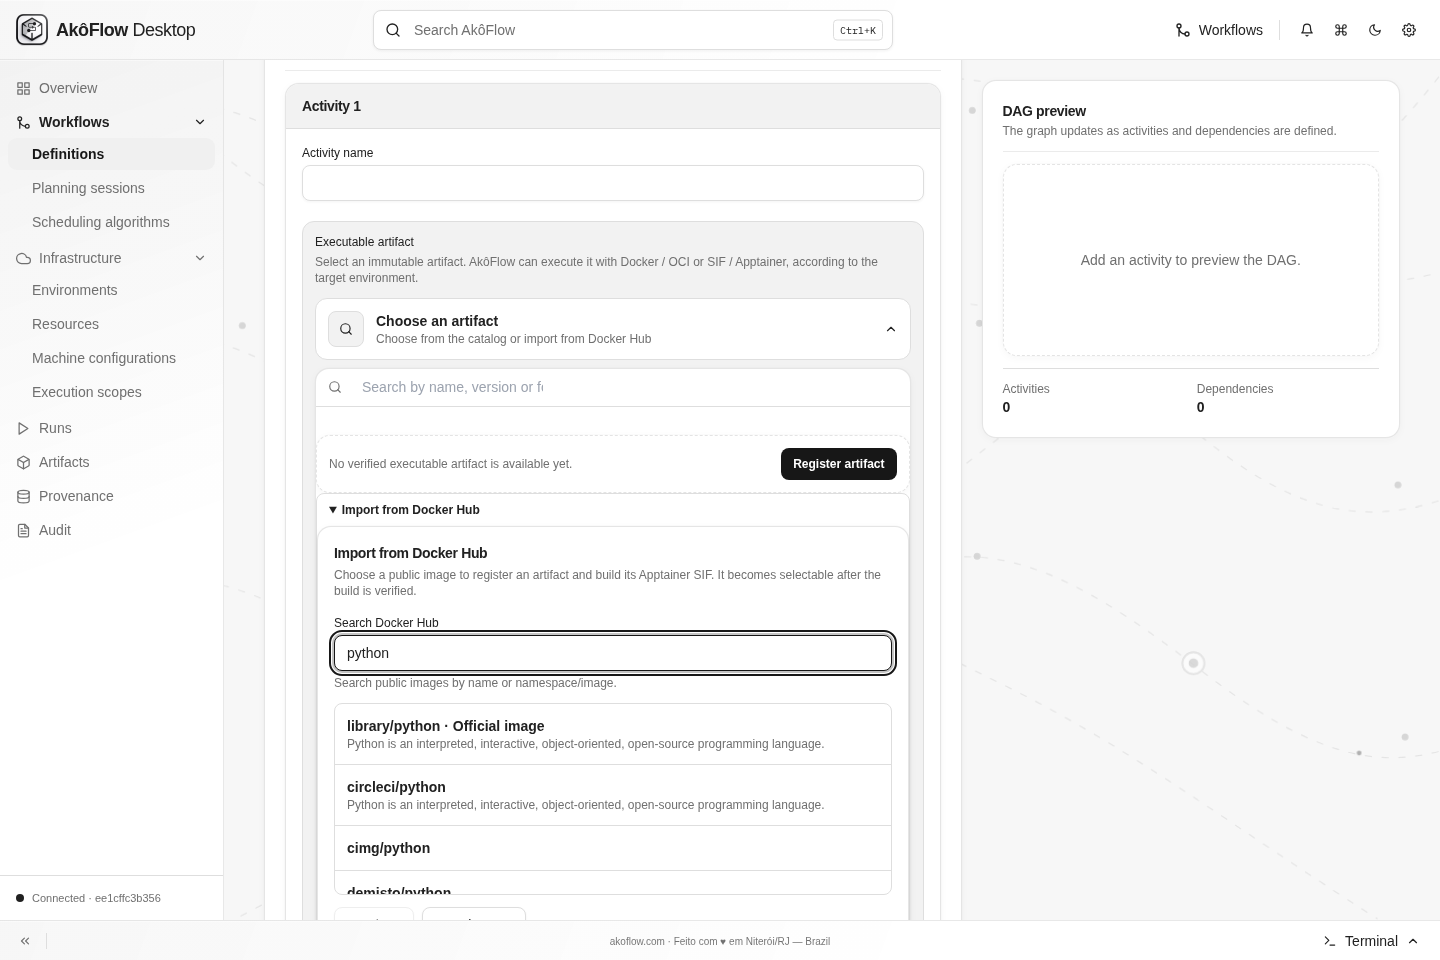 AkôFlow Desktop
Search AkôFlow
Ctrl+K
Workflows
Overview
Workflows
Definitions
Planning sessions
Scheduling algorithms
Infrastructure
Environments
Resources
Machine configurations
Execution scopes
Runs
Artifacts
Provenance
Audit
Connected · ee1cffc3b356
Activity 1
Activity name
Executable artifact
Select an immutable artifact. AkôFlow can execute it with Docker / OCI or SIF / Apptainer, according to the
target environment.
Choose an artifact
Choose from the catalog or import from Docker Hub
Search by name, version or fo
No verified executable artifact is available yet.
Register artifact
Import from Docker Hub
Import from Docker Hub
Choose a public image to register an artifact and build its Apptainer SIF. It becomes selectable after the
build is verified.
Search Docker Hub
python
Search public images by name or namespace/image.
library/python · Official image
Python is an interpreted, interactive, object-oriented, open-source programming language.
circleci/python
Python is an interpreted, interactive, object-oriented, open-source programming language.
cimg/python
demisto/python
DAG preview
The graph updates as activities and dependencies are defined.
Add an activity to preview the DAG.
Activities
Dependencies
0
0
akoflow.com · Feito com ♥ em Niterói/RJ — Brazil
Terminal